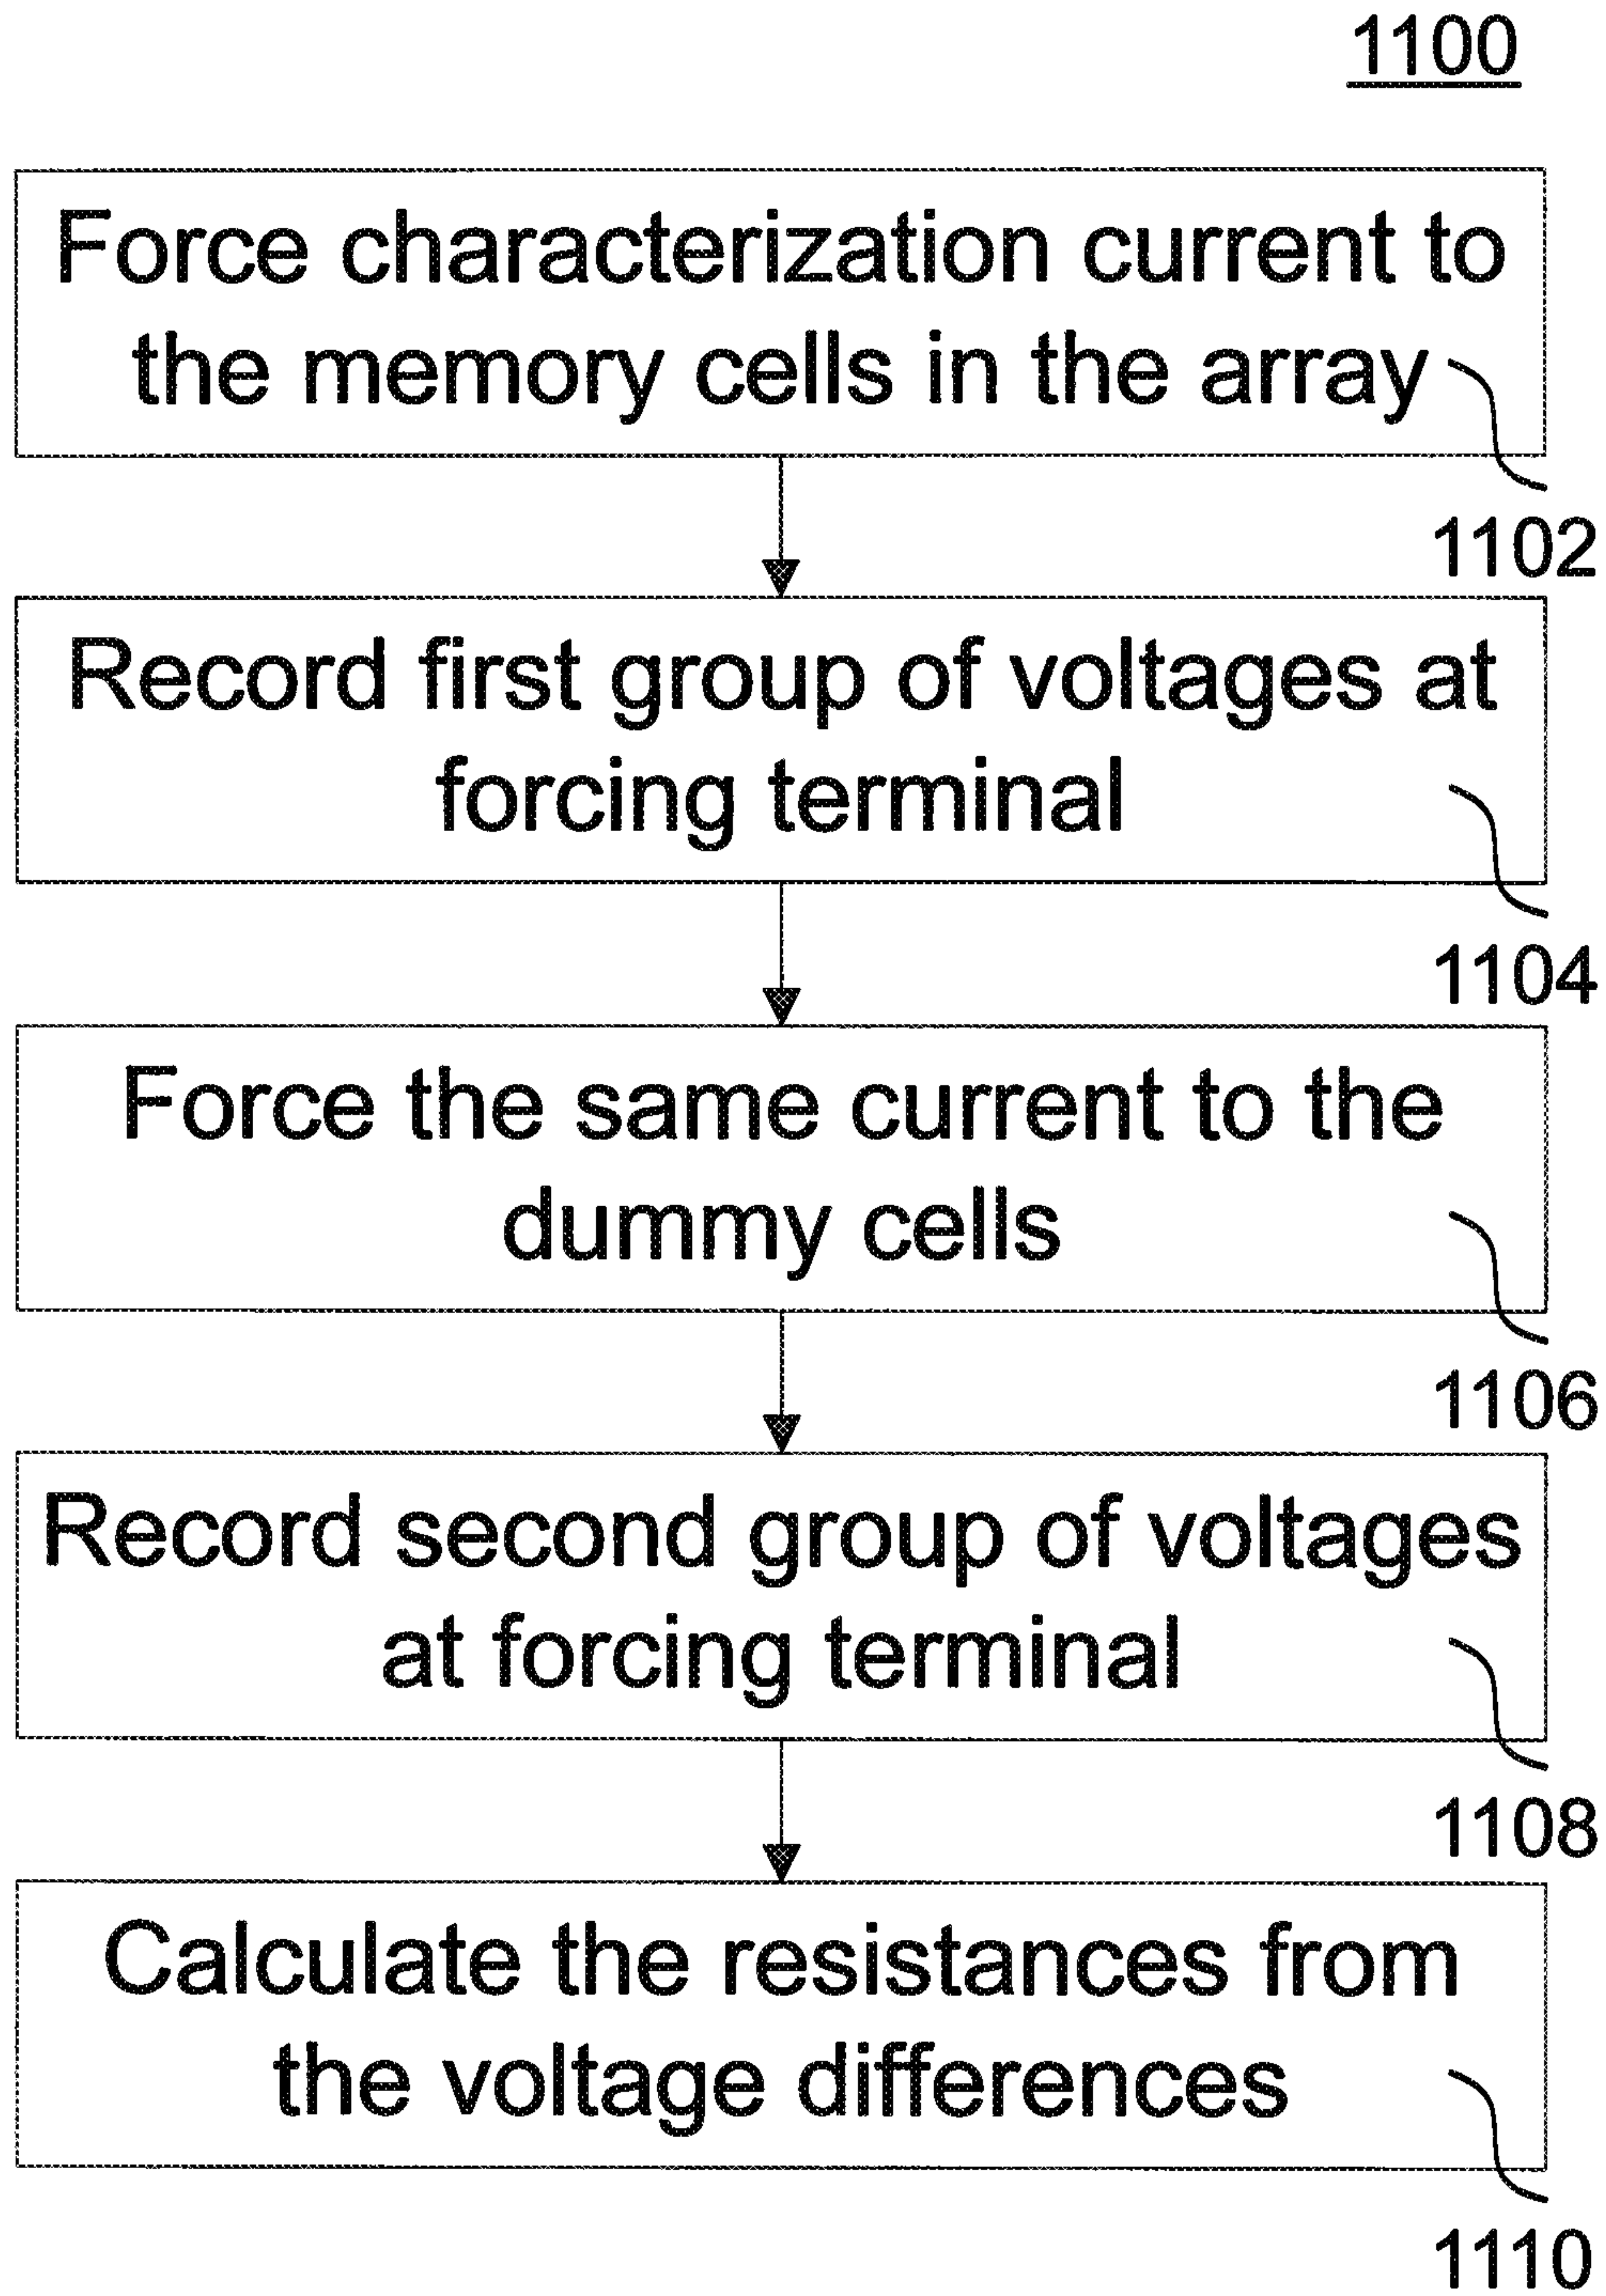 1100
Force characterization current to
the memory cells in the array
1102
Record first group of voltages at
forcing terminal
1104
Force the same current to the
dummy cells
1106
Record second group of voltages
at forcing terminal
1108
Calculate the resistances from
the voltage differences
1110